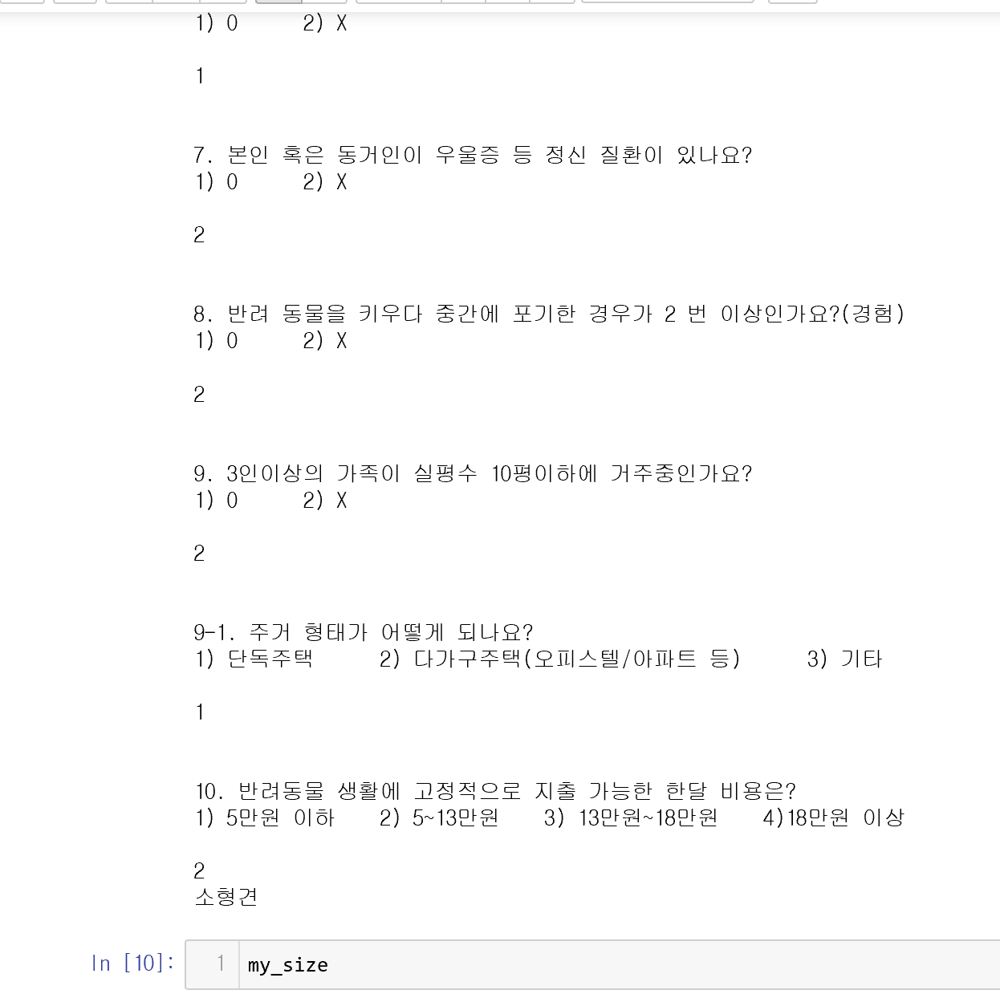 1) O 2) X
1
7. 본인 혹은 동거인이 우울증 등 정신 질환이 있나요?
1) O 2) X
2
8. 반려 동물을 키우다 중간에 포기한 경우가 2 번 이상인가요?(경험)
1) O 2) X
2
9. 3인이상의 가족이 실평수 10평이하에 거주중인가요?
1) O 2) X
2
9-1. 주거 형태가 어떻게 되나요?
1) 단독주택 2) 다가구주택(오피스텔/아파트 등) 3) 기타
1
10. 반려동물 생활에 고정적으로 지출 가능한 한달 비용은?
1) 5만원 이하 2) 5~13만원 3) 13만원~18만원 4)18만원 이상
2
소형견
In [10]: 1 my_size